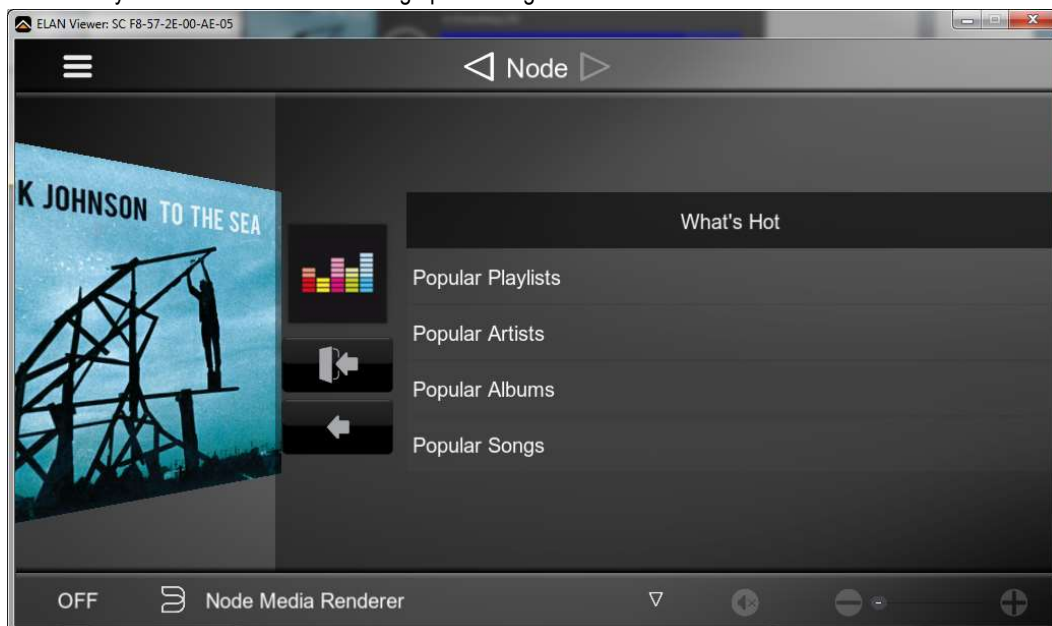 ELAN Viewer: SC F8-57-2E-00-AE-05
Node
K JOHNSON TO THE SEA
What's Hot
Popular Playlists
Popular Artists
Popular Albums
Popular Songs
OFF
Node Media Renderer